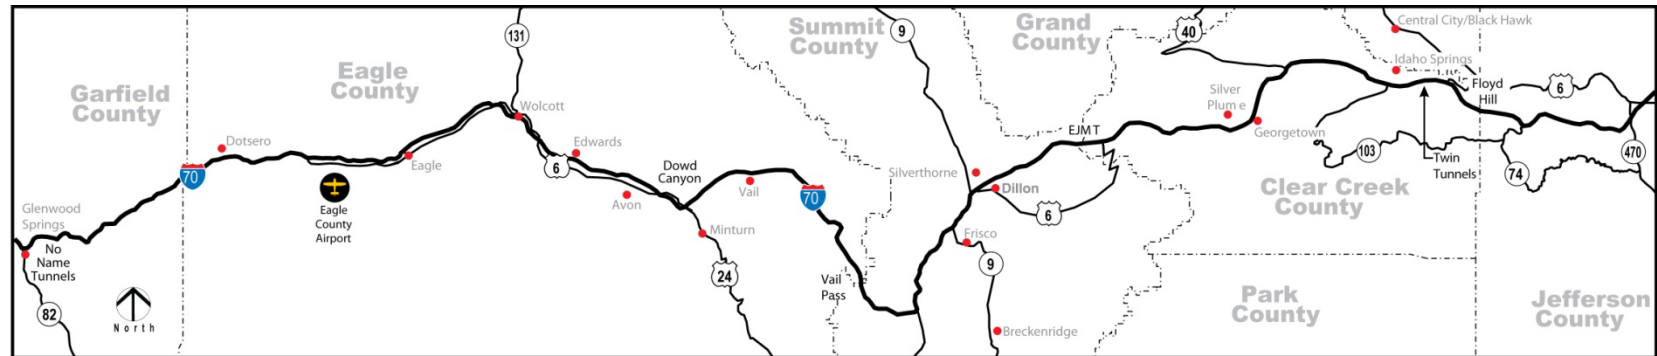 Garfield
County
Eagle
County
Summit
County
Grand
County
Clear Creek
County
Park
County
Jefferson
County
Glenwood
Springs
No
Name
Tunnels
82
North
70
Dotsero
Eagle
County
Airport
Eagle
131
Wolcott
6
Edwards
Avon
Dowd
Canyon
Minturn
24
Vail
70
Vail
Pass
9
Silverthorne
Dillon
6
Frisco
9
Breckenridge
EJMT
40
Silver
Plume
Georgetown
Central City/Black Hawk
Idaho Springs
Floyd
Hill
6
103
Twin
Tunnels
74
470